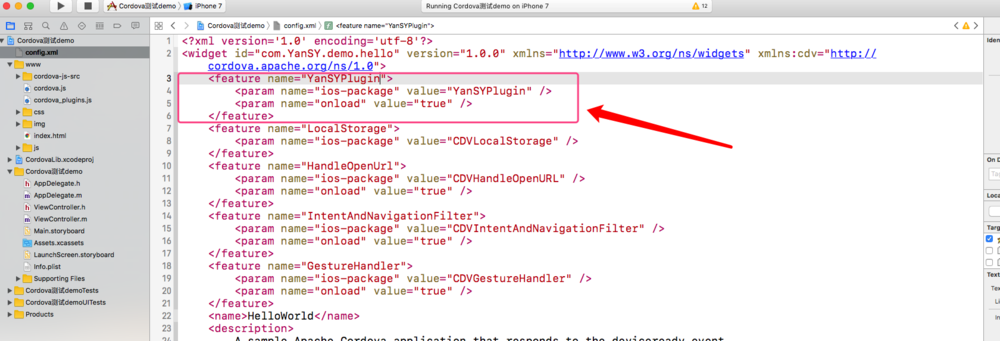 Cordova测试demo
iPhone 7
Running Cordova测试demo on iPhone 7
12
Cordova测试demo
config.xml
www
cordova-js-src
cordova.js
cordova_plugins.js
css
img
index.html
js
CordovaLib.xcodeproj
Cordova测试demo
AppDelegate.h
AppDelegate.m
ViewController.h
ViewController.m
Main.storyboard
Assets.xcassets
LaunchScreen.storyboard
Info.plist
Supporting Files
Cordova测试demoTests
Cordova测试demoUITests
Products
Cordova测试demo
config.xml
<feature name="YanSYPlugin">
1 <?xml version='1.0' encoding='utf-8'?>
2 <widget id="com.YanSY.demo.hello" version="1.0.0" xmlns="http://www.w3.org/ns/widgets" xmlns:cdv="http://
cordova.apache.org/ns/1.0">
3 <feature name="YanSYPlugin">
4 <param name="ios-package" value="YanSYPlugin" />
5 <param name="onload" value="true" />
6 </feature>
7 <feature name="LocalStorage">
8 <param name="ios-package" value="CDVLocalStorage" />
9 </feature>
10 <feature name="HandleOpenUrl">
11 <param name="ios-package" value="CDVHandleOpenURL" />
12 <param name="onload" value="true" />
13 </feature>
14 <feature name="IntentAndNavigationFilter">
15 <param name="ios-package" value="CDVIntentAndNavigationFilter" />
16 <param name="onload" value="true" />
17 </feature>
18 <feature name="GestureHandler">
19 <param name="ios-package" value="CDVGestureHandler" />
20 <param name="onload" value="true" />
21 </feature>
22 <name>HelloWorld</name>
23 <description>
24 A sample Apache Cordova application that responds to the deviceready event
Iden
On D
Tag
Loca
Targ
Text
Tex
Li
In